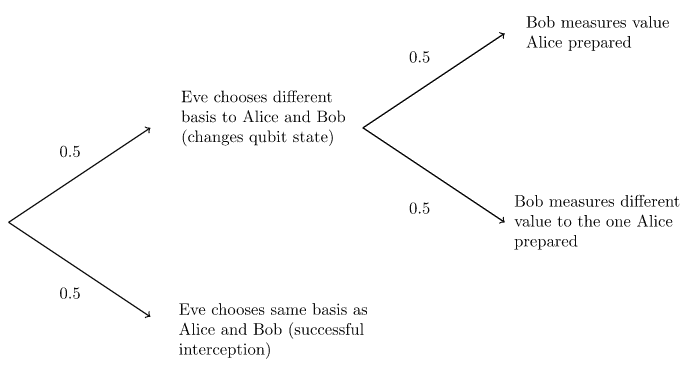 Bob measures value
Alice prepared
0.5
Eve chooses different
basis to Alice and Bob
(changes qubit state)
0.5
0.5
Bob measures different
value to the one Alice
prepared
0.5
Eve chooses same basis as
Alice and Bob (successful
interception)